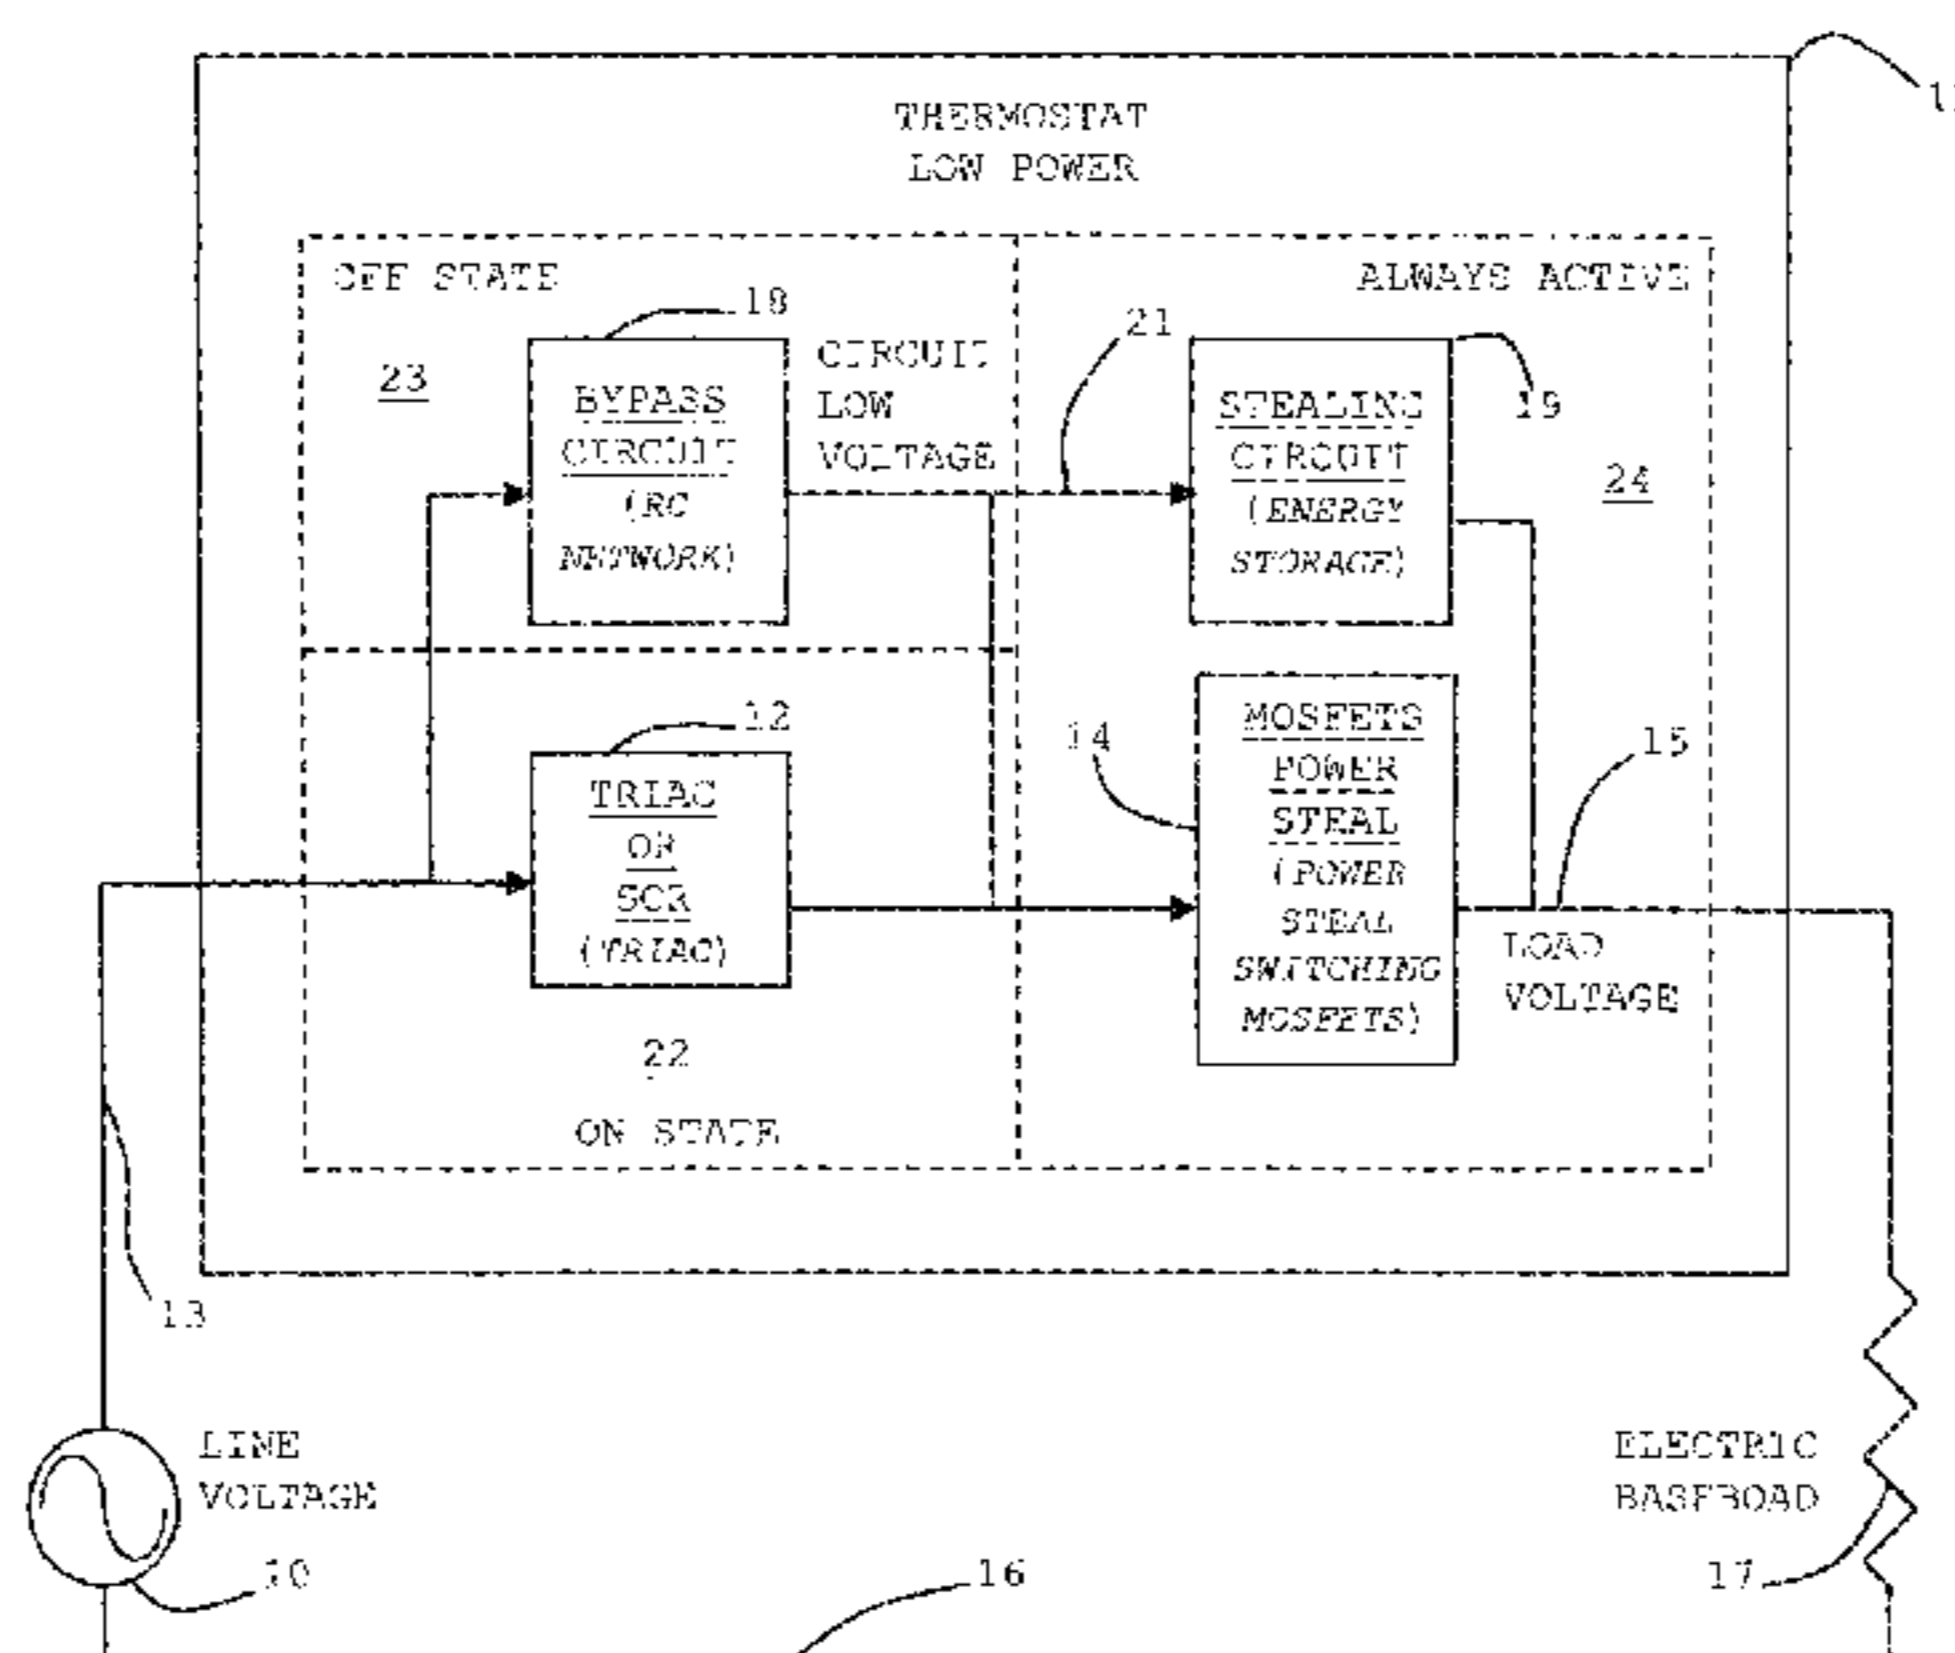 THERMOSTAT
LOW POWER
OFF STATE
ALWAYS ACTIVE
18
21
23
CIRCUIT
LOW
VOLTAGE
BYPASS
CIRCUIT
(RC
NETWORK)
STEALING
CIRCUIT
(ENERGY
STORAGE)
19
24
12
14
15
TRIAC
OR
SCR
(TRIAC)
MOSFETS
POWER
STEAL
(POWER
STEAL
SWITCHING
MOSFETS)
LOAD
VOLTAGE
22
ON STATE
13
LINE
VOLTAGE
ELECTRIC
BASEBOAD
10
16
17